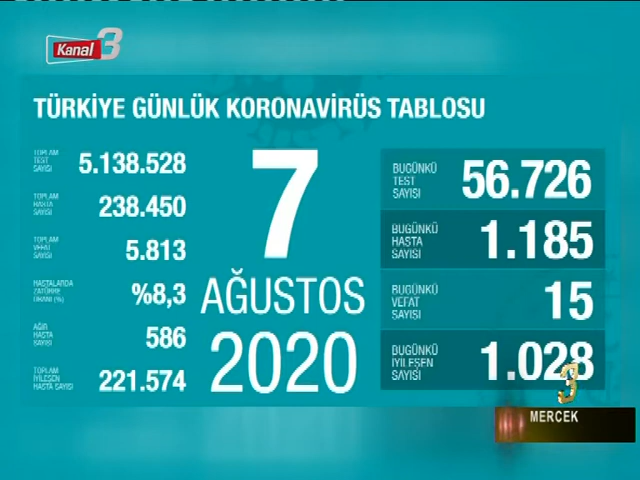 Kanal 3
TÜRKİYE GÜNLÜK KORONAVİRÜS TABLOSU
TOPLAM
TEST
SAYISI
5.138.528
TOPLAM
HASTA
SAYISI
238.450
TOPLAM
VEFAT
SAYISI
5.813
HASTALARDA
ZATÜRRE
ORANI (%)
%8,3
AĞIR
HASTA
SAYISI
586
TOPLAM
İYİLEŞEN
HASTA SAYISI
221.574
7
AĞUSTOS
2020
BUGÜNKÜ
TEST
SAYISI
56.726
BUGÜNKÜ
HASTA
SAYISI
1.185
BUGÜNKÜ
VEFAT
SAYISI
15
BUGÜNKÜ
İYİLEŞEN
SAYISI
1.028
3
MERCEK